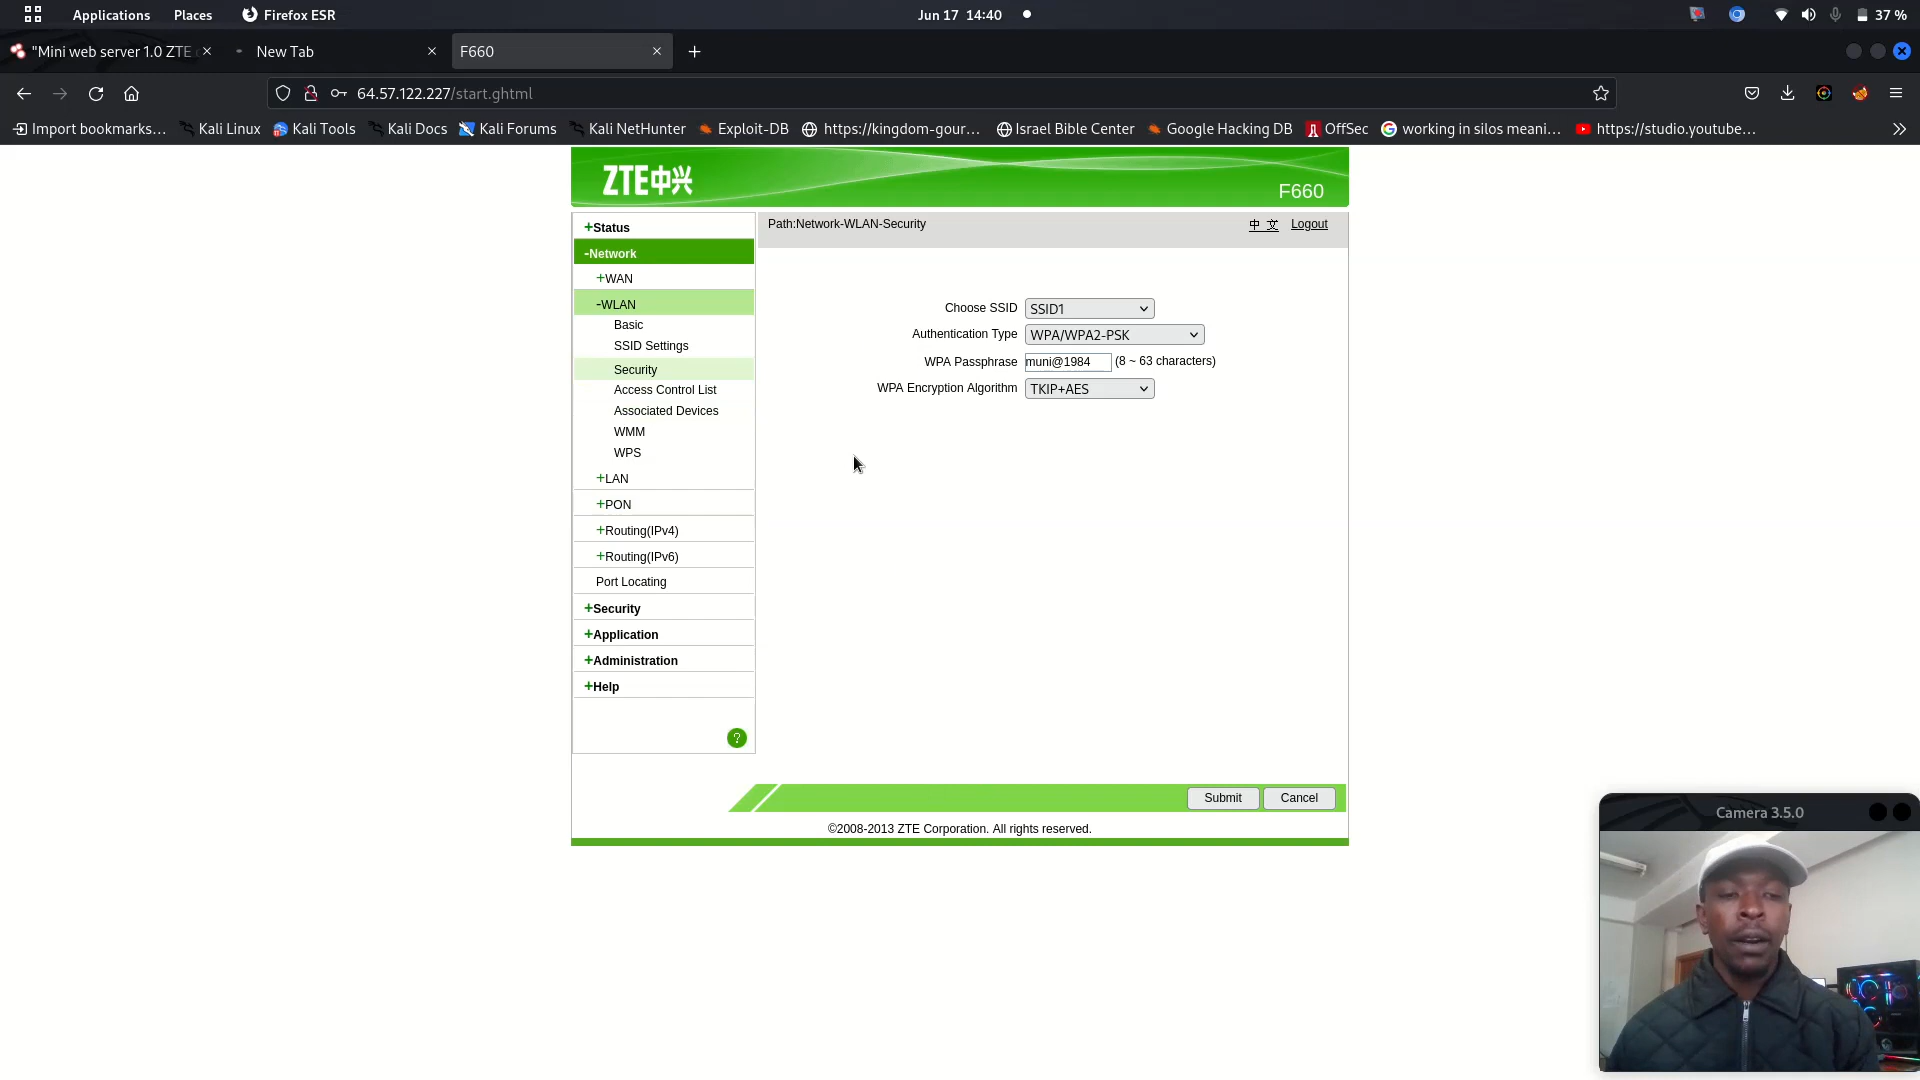 Applications Places Firefox ESR Jun 17 14:40 37 %
"Mini web server 1.0 ZTE New Tab F660
64.57.122.227/start.ghtml
Import bookmarks… Kali Linux Kali Tools Kali Docs Kali Forums Kali NetHunter Exploit-DB https://kingdom-gour… Israel Bible Center Google Hacking DB OffSec working in silos meani… https://studio.youtube…
ZTE中兴
F660
+Status
-Network
+WAN
-WLAN
Basic
SSID Settings
Security
Access Control List
Associated Devices
WMM
WPS
+LAN
+PON
+Routing(IPv4)
+Routing(IPv6)
Port Locating
+Security
+Application
+Administration
+Help
?
Path:Network-WLAN-Security 中 文 Logout
Choose SSID SSID1
Authentication Type WPA/WPA2-PSK
WPA Passphrase muni@1984 (8 ~ 63 characters)
WPA Encryption Algorithm TKIP+AES
Submit Cancel
©2008-2013 ZTE Corporation. All rights reserved.
Camera 3.5.0